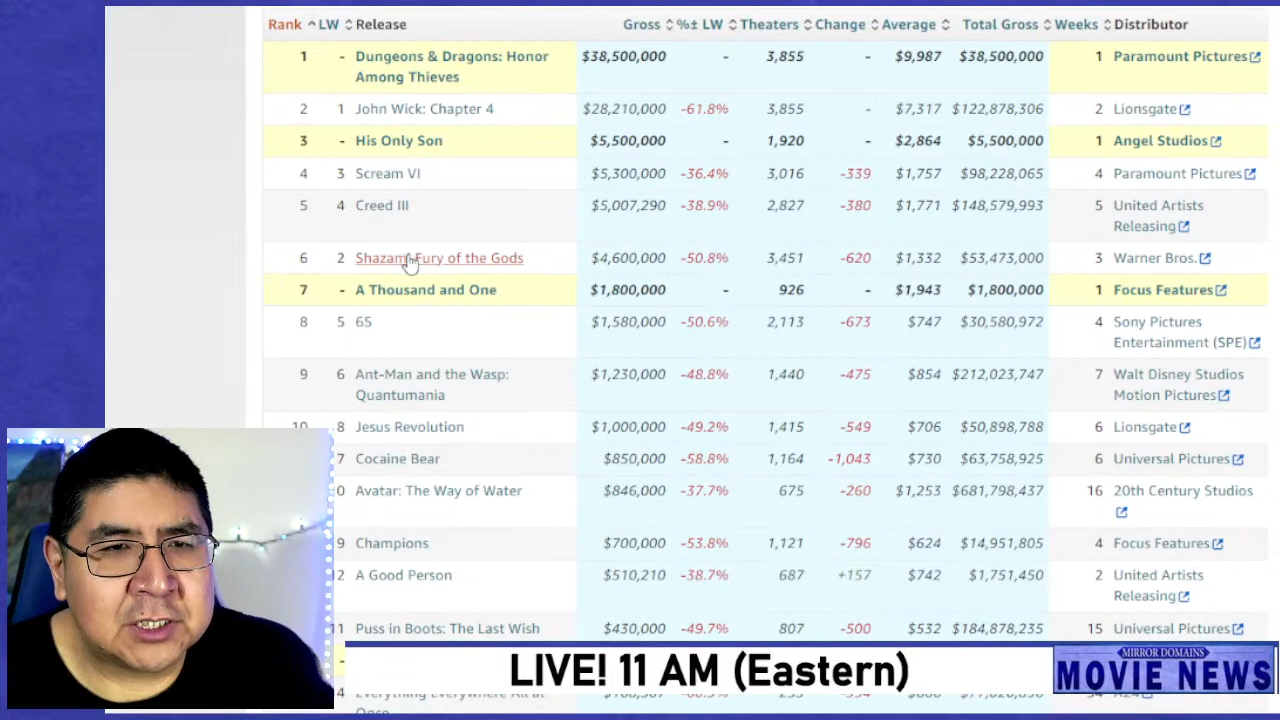 Rank LW Release Gross %± LW Theaters Change Average Total Gross Weeks Distributor
1 - Dungeons & Dragons: Honor $38,500,000 - 3,855 - $9,987 $38,500,000 1 Paramount Pictures
Among Thieves
2 1 John Wick: Chapter 4 $28,210,000 -61.8% 3,855 - $7,317 $122,878,306 2 Lionsgate
3 - His Only Son $5,500,000 - 1,920 - $2,864 $5,500,000 1 Angel Studios
4 3 Scream VI $5,300,000 -36.4% 3,016 -339 $1,757 $98,228,065 4 Paramount Pictures
5 4 Creed III $5,007,290 -38.9% 2,827 -380 $1,771 $148,579,993 5 United Artists
Releasing
6 2 Shazam! Fury of the Gods $4,600,000 -50.8% 3,451 -620 $1,332 $53,473,000 3 Warner Bros.
7 - A Thousand and One $1,800,000 - 926 - $1,943 $1,800,000 1 Focus Features
8 5 65 $1,580,000 -50.6% 2,113 -673 $747 $30,580,972 4 Sony Pictures
Entertainment (SPE)
9 6 Ant-Man and the Wasp: $1,230,000 -48.8% 1,440 -475 $854 $212,023,747 7 Walt Disney Studios
Quantumania Motion Pictures
10 8 Jesus Revolution $1,000,000 -49.2% 1,415 -549 $706 $50,898,788 6 Lionsgate
7 Cocaine Bear $850,000 -58.8% 1,164 -1,043 $730 $63,758,925 6 Universal Pictures
0 Avatar: The Way of Water $846,000 -37.7% 675 -260 $1,253 $681,798,437 16 20th Century Studios
9 Champions $700,000 -53.8% 1,121 -796 $624 $14,951,805 4 Focus Features
2 A Good Person $510,210 -38.7% 687 +157 $742 $1,751,450 2 United Artists
Releasing
11 Puss in Boots: The Last Wish $430,000 -49.7% 807 -500 $532 $184,878,235 15 Universal Pictures
LIVE! 11 AM (Eastern)
MIRROR DOMAINS
MOVIE NEWS
4 Everything Everywhere All at
Once